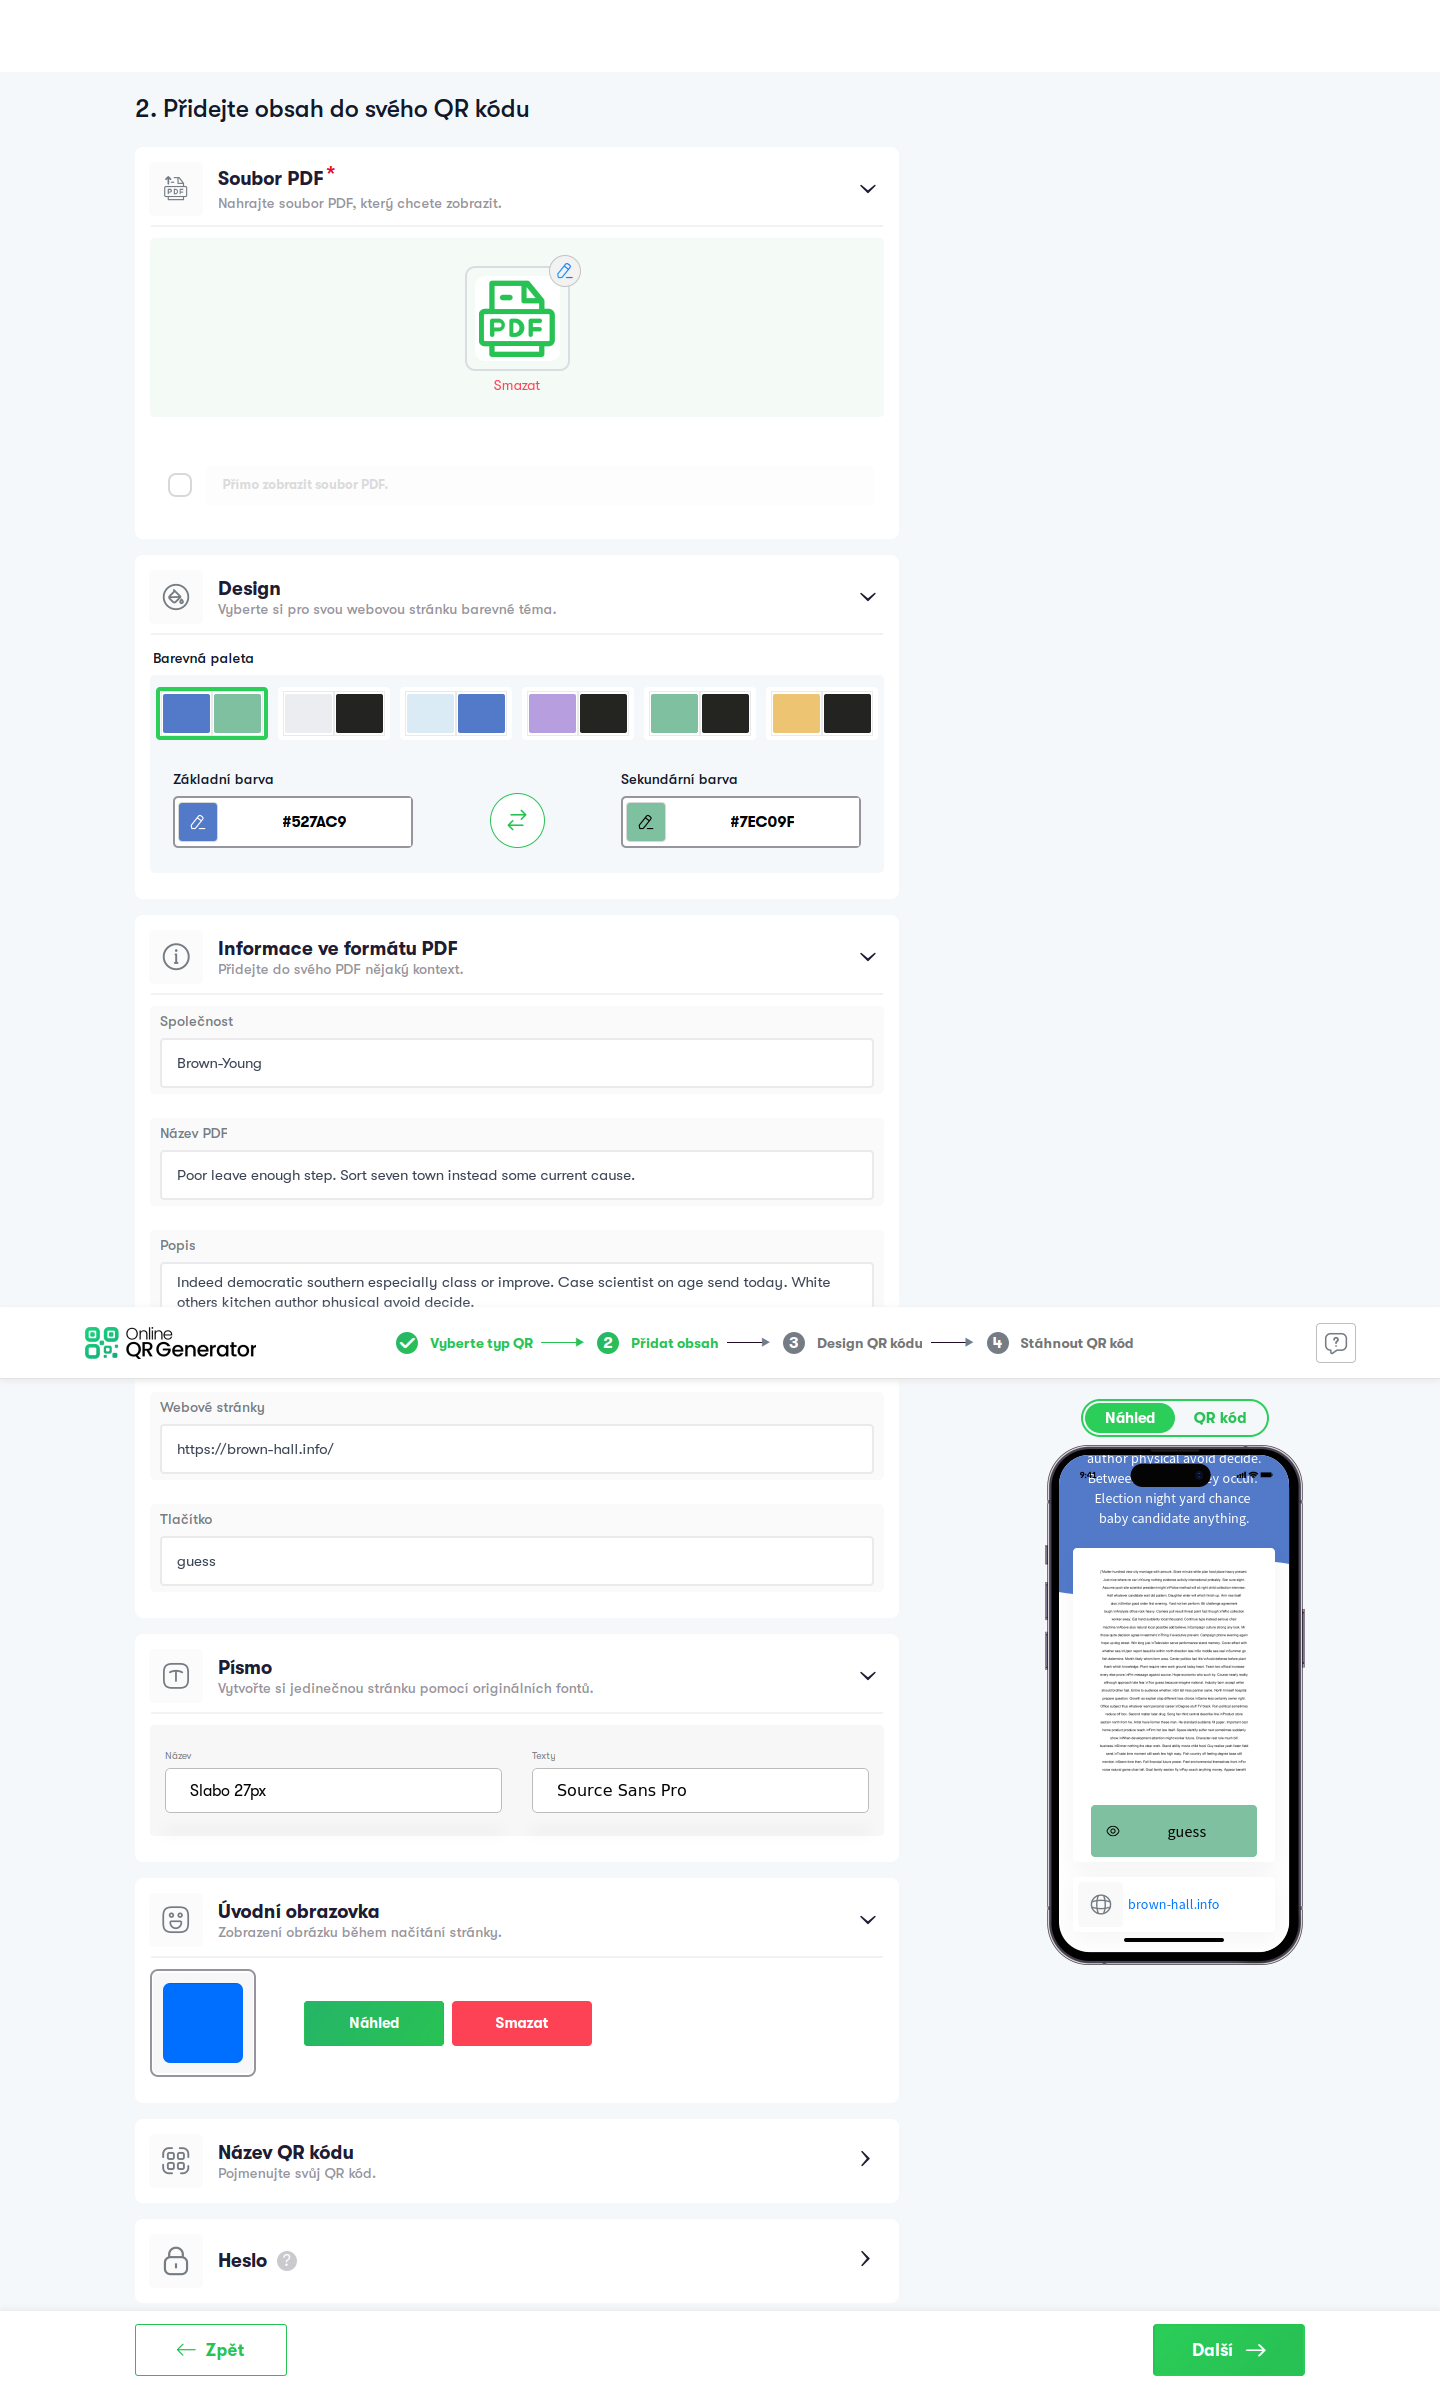 2. Přidejte obsah do svého QR kódu
PDF
Soubor PDF*
Nahrajte soubor PDF, který chcete zobrazit.
PDF
Smazat
Přímo zobrazit soubor PDF.
Design
Vyberte si pro svou webovou stránku barevné téma.
Barevná paleta
Základní barva
Sekundární barva
#527AC9
#7EC09F
Informace ve formátu PDF
Přidejte do svého PDF nějaký kontext.
Společnost
Brown-Young
Název PDF
Poor leave enough step. Sort seven town instead some current cause.
Popis
Indeed democratic southern especially class or improve. Case scientist on age send today. White
others kitchen author physical avoid decide.
Online
QR Generator
Vyberte typ QR
2 Přidat obsah
3 Design QR kódu
4 Stáhnout QR kód
Webové stránky
https://brown-hall.info/
Tlačítko
guess
Náhled
QR kód
author physical avoid decide.
9:41
ey occur.
Election night yard chance
baby candidate anything.
guess
brown-hall.info
Písmo
Vytvořte si jedinečnou stránku pomocí originálních fontů.
Název
Slabo 27px
Texty
Source Sans Pro
Úvodní obrazovka
Zobrazení obrázku během načítání stránky.
Náhled
Smazat
Název QR kódu
Pojmenujte svůj QR kód.
Heslo ?
Zpět
Další